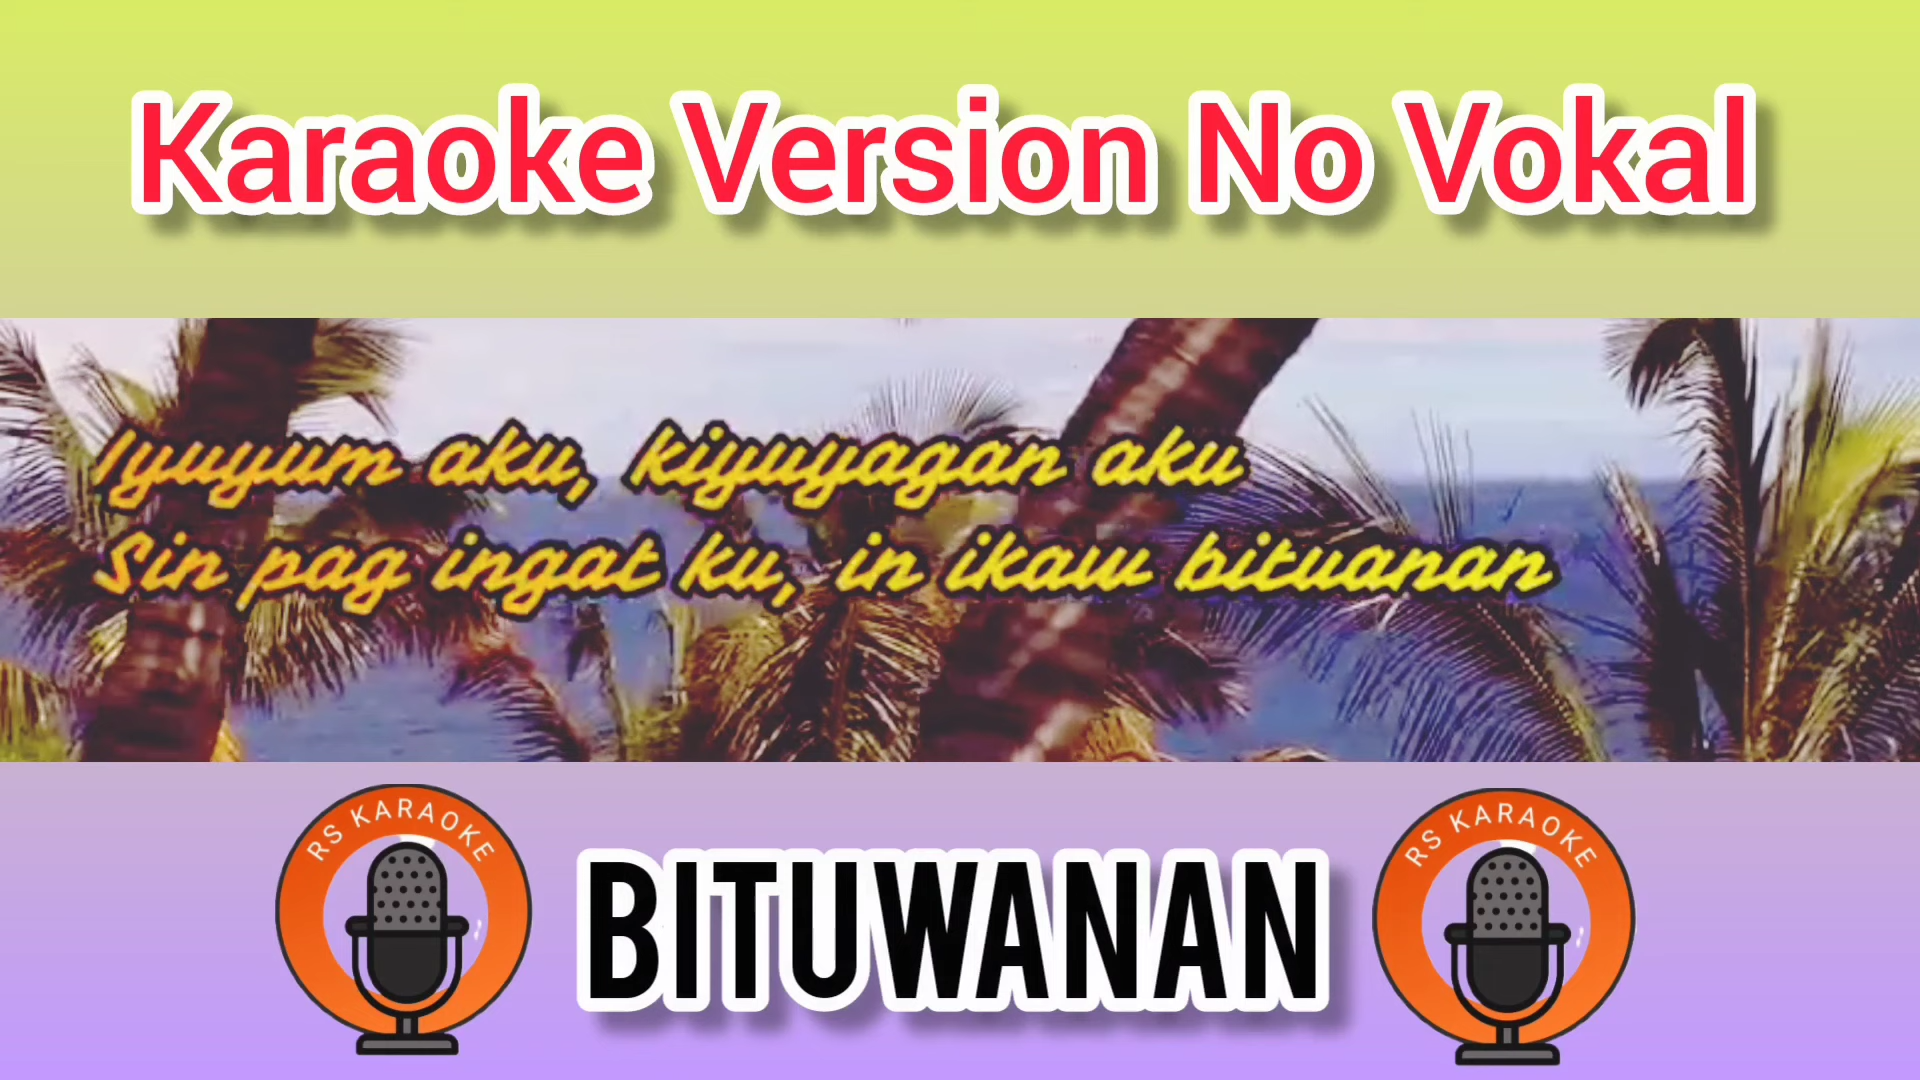 Karaoke Version No Vokal
Iyuyum aku, kiyuyagan aku
Sin pag ingat ku, in ikaw bituanan
RS KARAOKE
BITUWANAN
RS KARAOKE